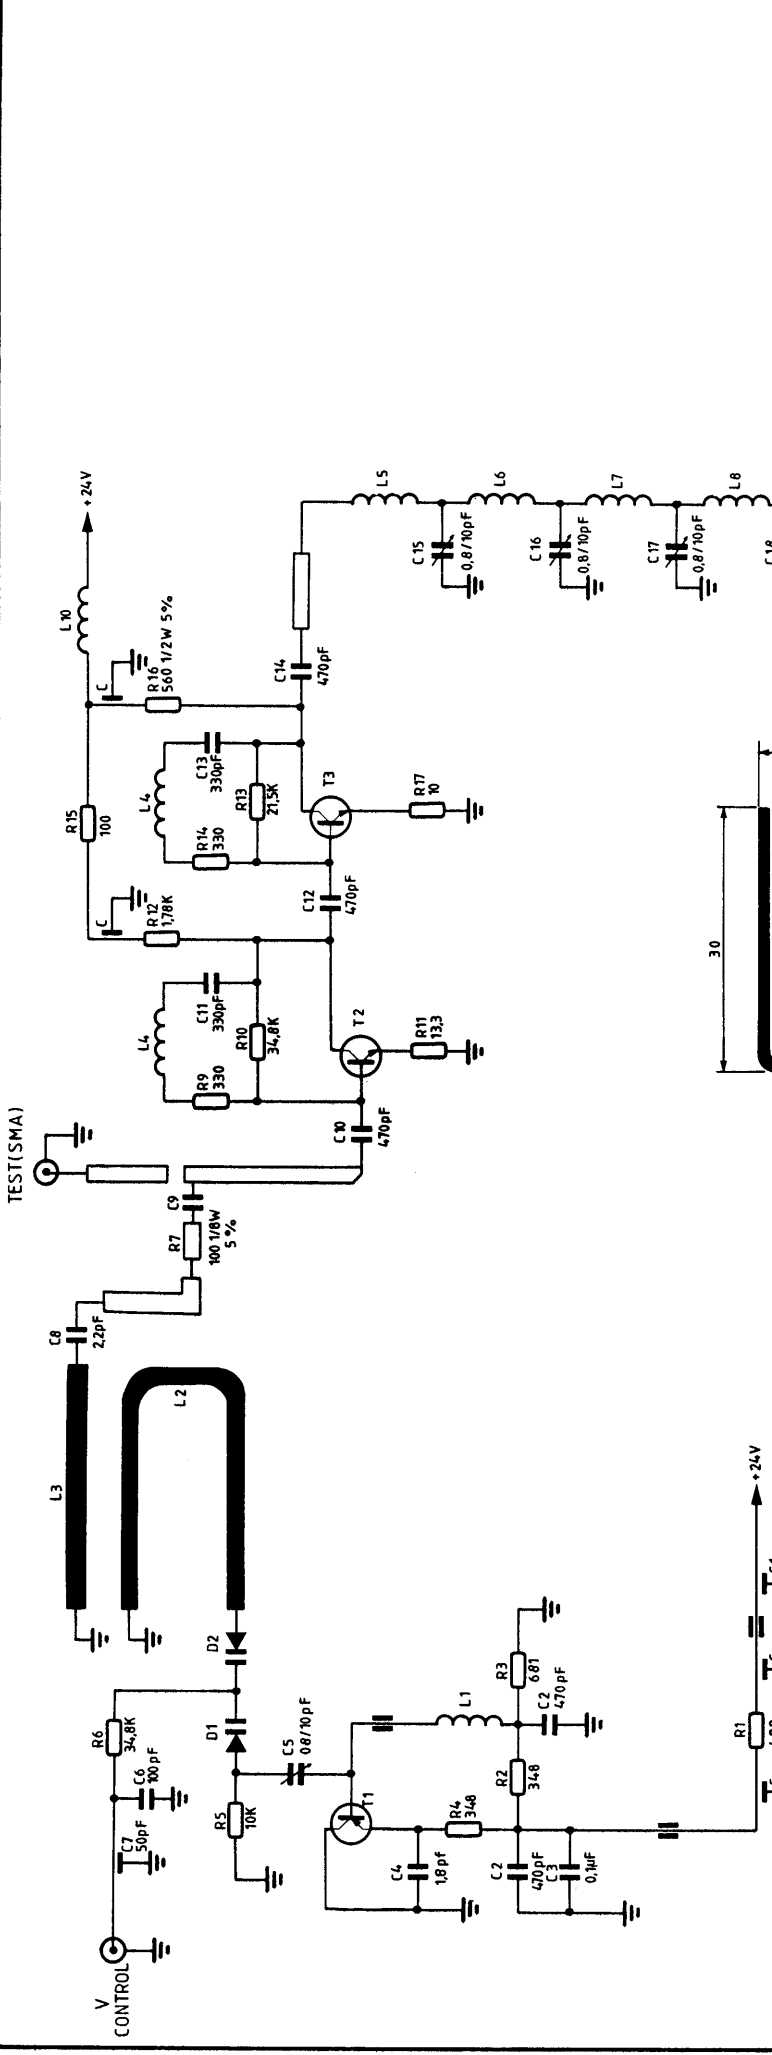 TEST(SMA)
+24V
L10
C
R16
560 1/2W 5%
R15
100
C
R12
1,78K
L4
C13
330pF
R14
330
R13
21,5K
C14
470pF
T3
R17
10
C12
470pF
L4
C11
330pF
R9
330
R10
34,8K
T2
R11
13,3
C10
470pF
C9
R7
100 1/8W
5%
C8
2,2pF
L3
L2
L5
C15
0,8/10pF
L6
C16
0,8/10pF
L7
C17
0,8/10pF
L8
30
V
CONTROL
C7
50pF
C6
100pF
R6
34,8K
D2
D1
R5
10K
C5
0,8/10pF
T1
C4
1,8pf
R4
348
R2
348
L1
R3
681
C2
470pF
C2
470pF
C3
0,1µF
R1
+24V